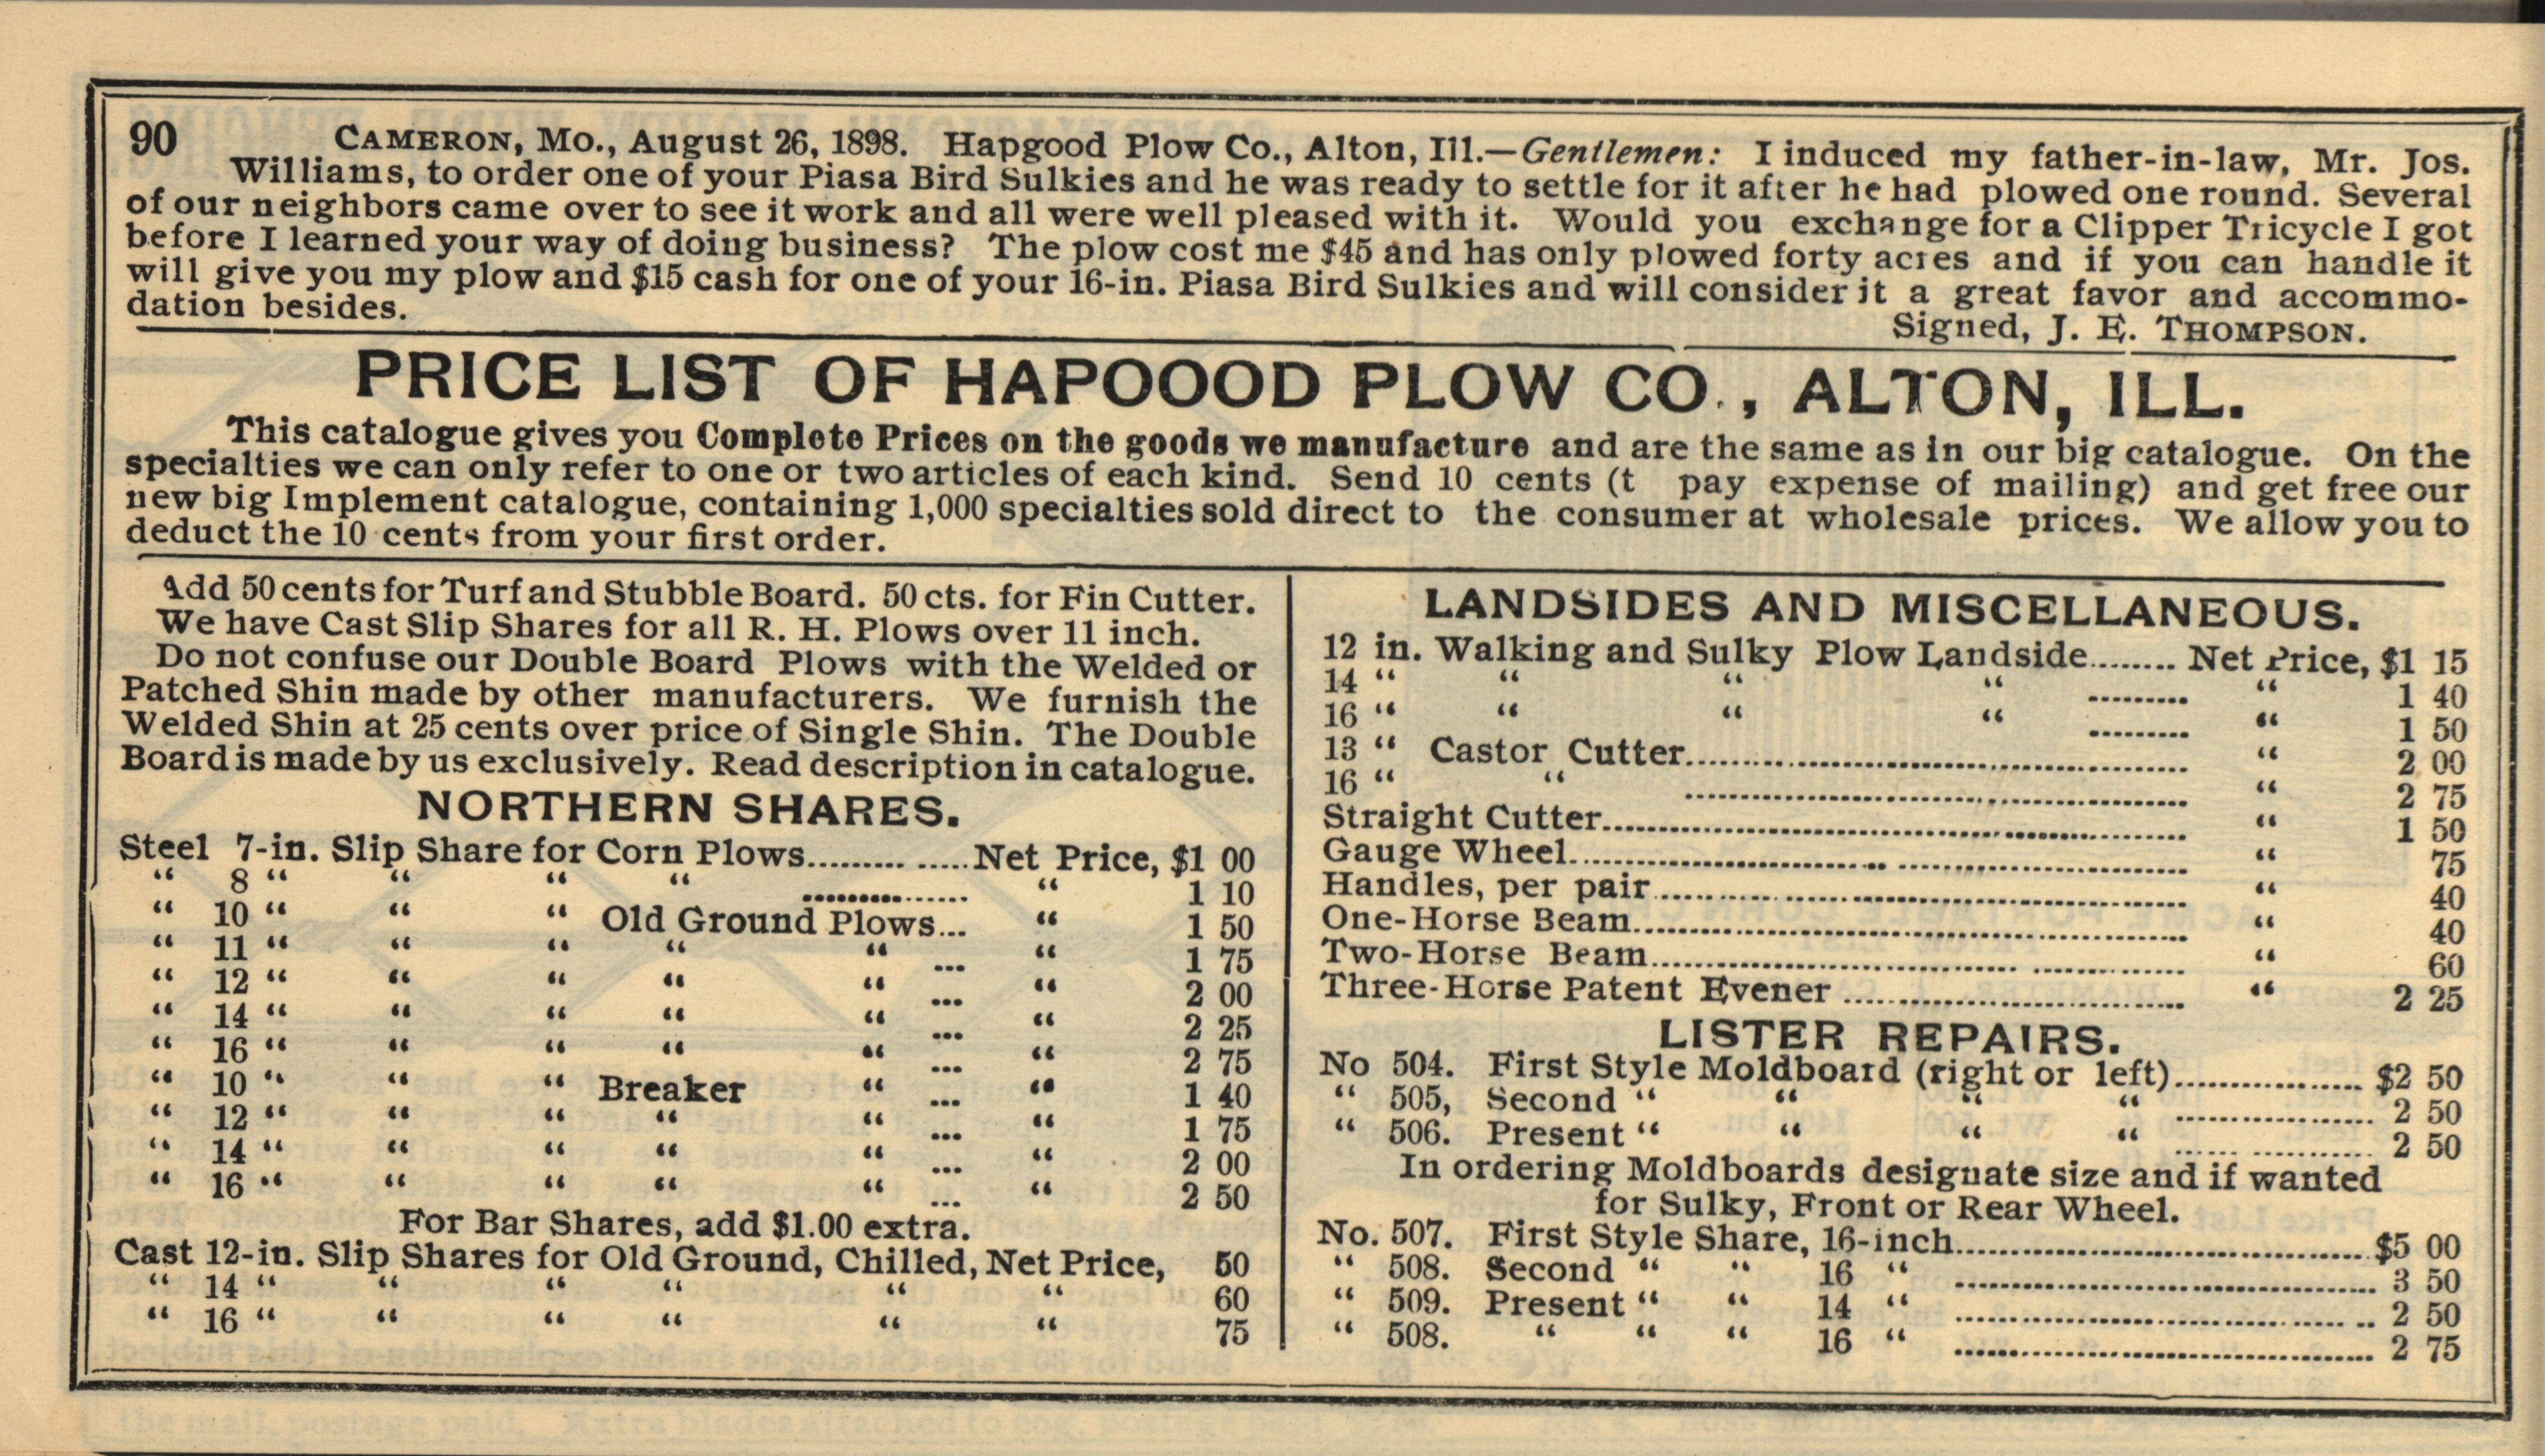 90 CAMERON, MO., August 26, 1898. Hapgood Plow Co., Alton, Ill.—Gentlemen: I induced my father-in-law, Mr. Jos.
Williams, to order one of your Piasa Bird Sulkies and he was ready to settle for it after he had plowed one round. Several
of our neighbors came over to see it work and all were well pleased with it. Would you exchange for a Clipper Tricycle I got
before I learned your way of doing business? The plow cost me $45 and has only plowed forty acres and if you can handle it
will give you my plow and $15 cash for one of your 16-in. Piasa Bird Sulkies and will consider it a great favor and accommo-
dation besides.
Signed, J. E. THOMPSON.
PRICE LIST OF HAPOOOD PLOW CO., ALTON, ILL.
This catalogue gives you Complete Prices on the goods we manufacture and are the same as in our big catalogue. On the
specialties we can only refer to one or two articles of each kind. Send 10 cents (t pay expense of mailing) and get free our
new big Implement catalogue, containing 1,000 specialties sold direct to the consumer at wholesale prices. We allow you to
deduct the 10 cents from your first order.
Add 50 cents for Turf and Stubble Board. 50 cts. for Fin Cutter.
We have Cast Slip Shares for all R. H. Plows over 11 inch.
Do not confuse our Double Board Plows with the Welded or
Patched Shin made by other manufacturers. We furnish the
Welded Shin at 25 cents over price of Single Shin. The Double
Board is made by us exclusively. Read description in catalogue.
NORTHERN SHARES.
Steel 7-in. Slip Share for Corn Plows.............. Net Price, $1 00
“ 8 “ “ “ “ ............... “ 1 10
“ 10 “ “ “ Old Ground Plows... “ 1 50
“ 11 “ “ “ “ “ ... “ 1 75
“ 12 “ “ “ “ “ ... “ 2 00
“ 14 “ “ “ “ “ ... “ 2 25
“ 16 “ “ “ “ “ ... “ 2 75
“ 10 “ “ “ Breaker “ ... “ 1 40
“ 12 “ “ “ “ “ ... “ 1 75
“ 14 “ “ “ “ “ ... “ 2 00
“ 16 “ “ “ “ “ ... “ 2 50
For Bar Shares, add $1.00 extra.
Cast 12-in. Slip Shares for Old Ground, Chilled, Net Price, 50
“ 14 “ “ “ “ “ “ 60
“ 16 “ “ “ “ “ “ 75
LANDSIDES AND MISCELLANEOUS.
12 in. Walking and Sulky Plow Landside........ Net Price, $1 15
14 “ “ “ “ ......... “ 1 40
16 “ “ “ “ ......... “ 1 50
13 “ Castor Cutter............................................. “ 2 00
16 “ “ ............................................. “ 2 75
Straight Cutter..................................................... “ 1 50
Gauge Wheel........................................................ “ 75
Handles, per pair................................................. “ 40
One-Horse Beam.................................................. “ 40
Two-Horse Beam................................................. “ 60
Three-Horse Patent Evener .............................. “ 2 25
LISTER REPAIRS.
No 504. First Style Moldboard (right or left)................. $2 50
“ 505, Second “ “ “ “ ................. 2 50
“ 506. Present “ “ “ “ ................. 2 50
In ordering Moldboards designate size and if wanted
for Sulky, Front or Rear Wheel.
No. 507. First Style Share, 16-inch..................................... $5 00
“ 508. Second “ “ 16 “ ..................................... 3 50
“ 509. Present “ “ 14 “ ..................................... 2 50
“ 508. “ “ “ 16 “ ..................................... 2 75